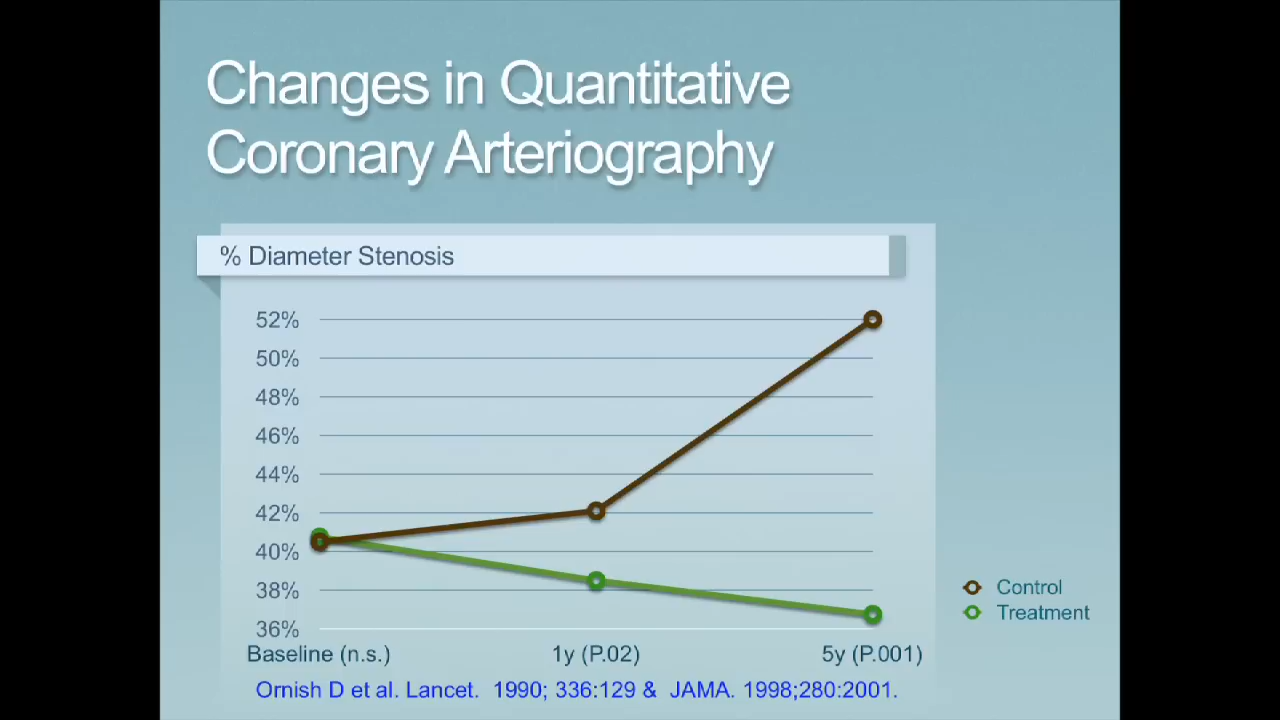 Changes in Quantitative
Coronary Arteriography
% Diameter Stenosis
52%
50%
48%
46%
44%
42%
40%
38%
36%
Control
Treatment
Baseline (n.s.) 1y (P.02) 5y (P.001)
Ornish D et al. Lancet. 1990; 336:129 & JAMA. 1998;280:2001.